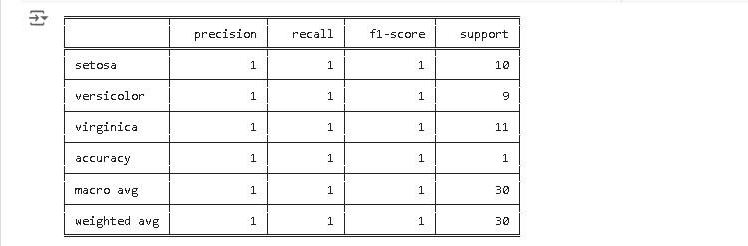 precision recall f1-score support
setosa 1 1 1 10
versicolor 1 1 1 9
virginica 1 1 1 11
accuracy 1 1 1 1
macro avg 1 1 1 30
weighted avg 1 1 1 30